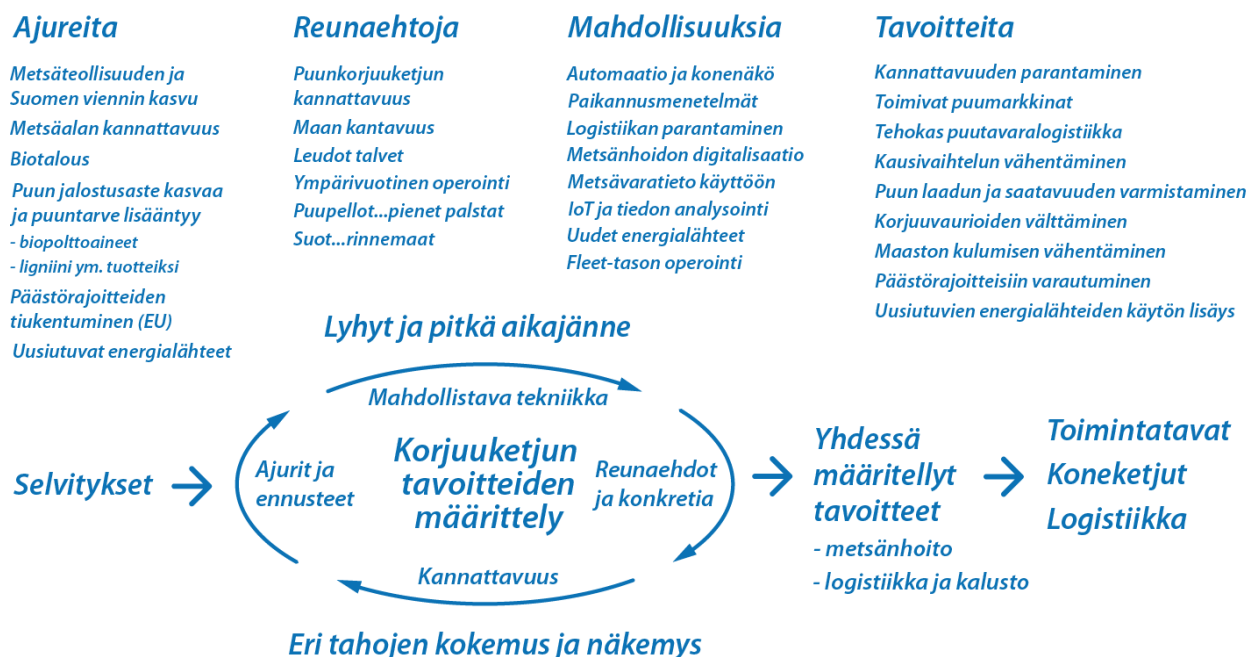 Ajureita
Metsäteollisuuden ja
Suomen viennin kasvu
Metsäalan kannattavuus
Biotalous
Puun jalostusaste kasvaa
ja puuntarve lisääntyy
- biopolttoaineet
- ligniini ym. tuotteiksi
Päästörajoitteiden
tiukentuminen (EU)
Uusiutuvat energialähteet
Reunaehtoja
Puunkorjuuketjun
kannattavuus
Maan kantavuus
Leudot talvet
Ympärivuotinen operointi
Puupellot...pienet palstat
Suot...rinnemaat
Mahdollisuuksia
Automaatio ja konenäkö
Paikannusmenetelmät
Logistiikan parantaminen
Metsänhoidon digitalisaatio
Metsävaratieto käyttöön
IoT ja tiedon analysointi
Uudet energialähteet
Fleet-tason operointi
Tavoitteita
Kannattavuuden parantaminen
Toimivat puumarkkinat
Tehokas puutavaralogistiikka
Kausivaihtelun vähentäminen
Puun laadun ja saatavuuden varmistaminen
Korjuuvaurioiden välttäminen
Maaston kulumisen vähentäminen
Päästörajoitteisiin varautuminen
Uusiutuvien energialähteiden käytön lisäys
Lyhyt ja pitkä aikajänne
Selvitykset
Mahdollistava tekniikka
Ajurit ja
ennusteet
Korjuuketjun
tavoitteiden
määrittely
Reunaehdot
ja konkretia
Kannattavuus
Eri tahojen kokemus ja näkemys
Yhdessä
määritellyt
tavoitteet
- metsänhoito
- logistiikka ja kalusto
Toimintatavat
Koneketjut
Logistiikka